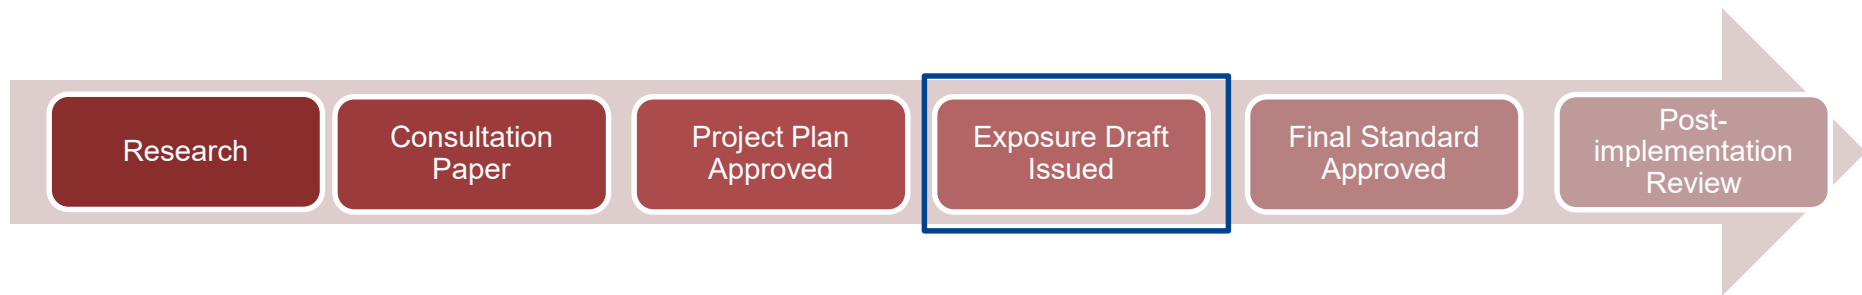 Research
Consultation
Paper
Project Plan
Approved
Exposure Draft
Issued
Final Standard
Approved
Post-
implementation
Review